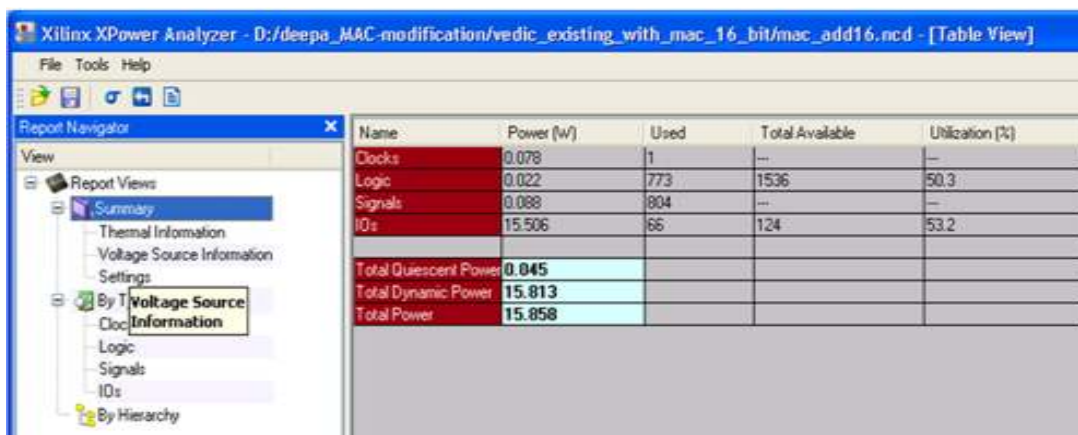 Xilinx XPower Analyzer - D:/deepa_MAC-modification/vedic_existing_with_mac_16_bit/mac_add16.ncd - [Table View]
File Tools Help
Report Navigator
View
Report Views
Summary
Thermal Information
Voltage Source Information
Settings
By T
Cloc
Voltage Source
Information
Logic
Signals
IOs
By Hierarchy
Name Power (W) Used Total Available Utilization (%)
Clocks 0.078 1 --- ---
Logic 0.022 773 1536 50.3
Signals 0.088 804 --- ---
IOs 15.506 66 124 53.2
Total Quiescent Power 0.045
Total Dynamic Power 15.813
Total Power 15.858